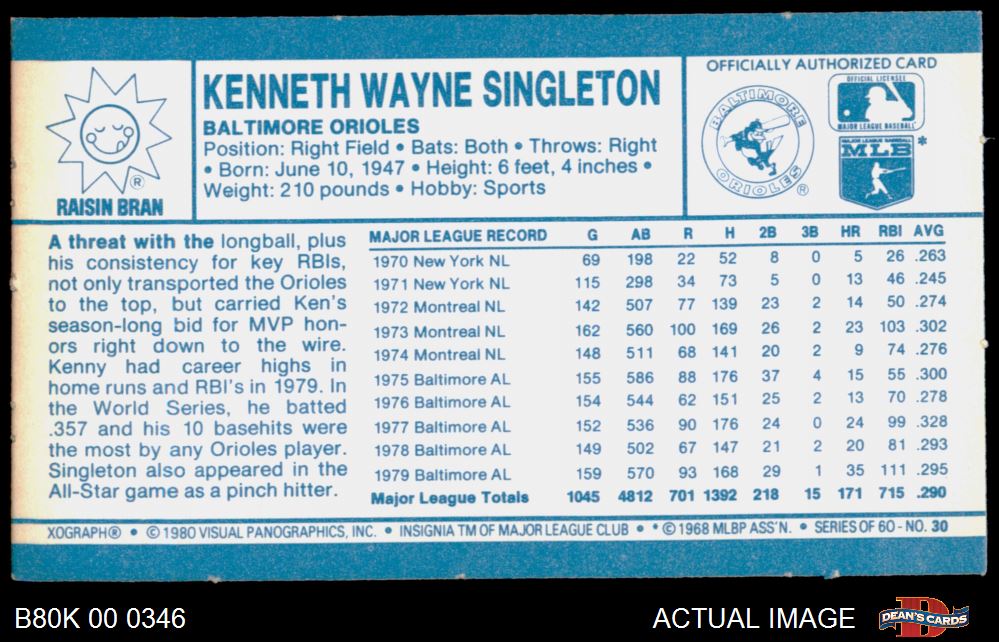 RAISIN BRAN
®
KENNETH WAYNE SINGLETON
BALTIMORE ORIOLES
Position: Right Field • Bats: Both • Throws: Right
• Born: June 10, 1947 • Height: 6 feet, 4 inches •
Weight: 210 pounds • Hobby: Sports
OFFICIALLY AUTHORIZED CARD
BALTIMORE
ORIOLES
®
OFFICIAL LICENSEE
MAJOR LEAGUE BASEBALL
MAJOR LEAGUE BASEBALL
MLB *
A threat with the longball, plus
his consistency for key RBIs,
not only transported the Orioles
to the top, but carried Ken's
season-long bid for MVP hon-
ors right down to the wire.
Kenny had career highs in
home runs and RBI's in 1979. In
the World Series, he batted
.357 and his 10 basehits were
the most by any Orioles player.
Singleton also appeared in the
All-Star game as a pinch hitter.
MAJOR LEAGUE RECORD G AB R H 2B 3B HR RBI AVG
1970 New York NL 69 198 22 52 8 0 5 26 .263
1971 New York NL 115 298 34 73 5 0 13 46 .245
1972 Montreal NL 142 507 77 139 23 2 14 50 .274
1973 Montreal NL 162 560 100 169 26 2 23 103 .302
1974 Montreal NL 148 511 68 141 20 2 9 74 .276
1975 Baltimore AL 155 586 88 176 37 4 15 55 .300
1976 Baltimore AL 154 544 62 151 25 2 13 70 .278
1977 Baltimore AL 152 536 90 176 24 0 24 99 .328
1978 Baltimore AL 149 502 67 147 21 2 20 81 .293
1979 Baltimore AL 159 570 93 168 29 1 35 111 .295
Major League Totals 1045 4812 701 1392 218 15 171 715 .290
XOGRAPH® • © 1980 VISUAL PANOGRAPHICS, INC. • INSIGNIA TM OF MAJOR LEAGUE CLUB • * © 1968 MLBP ASS'N. • SERIES OF 60 - NO. 30
B80K 00 0346
ACTUAL IMAGE
DEAN'S CARDS